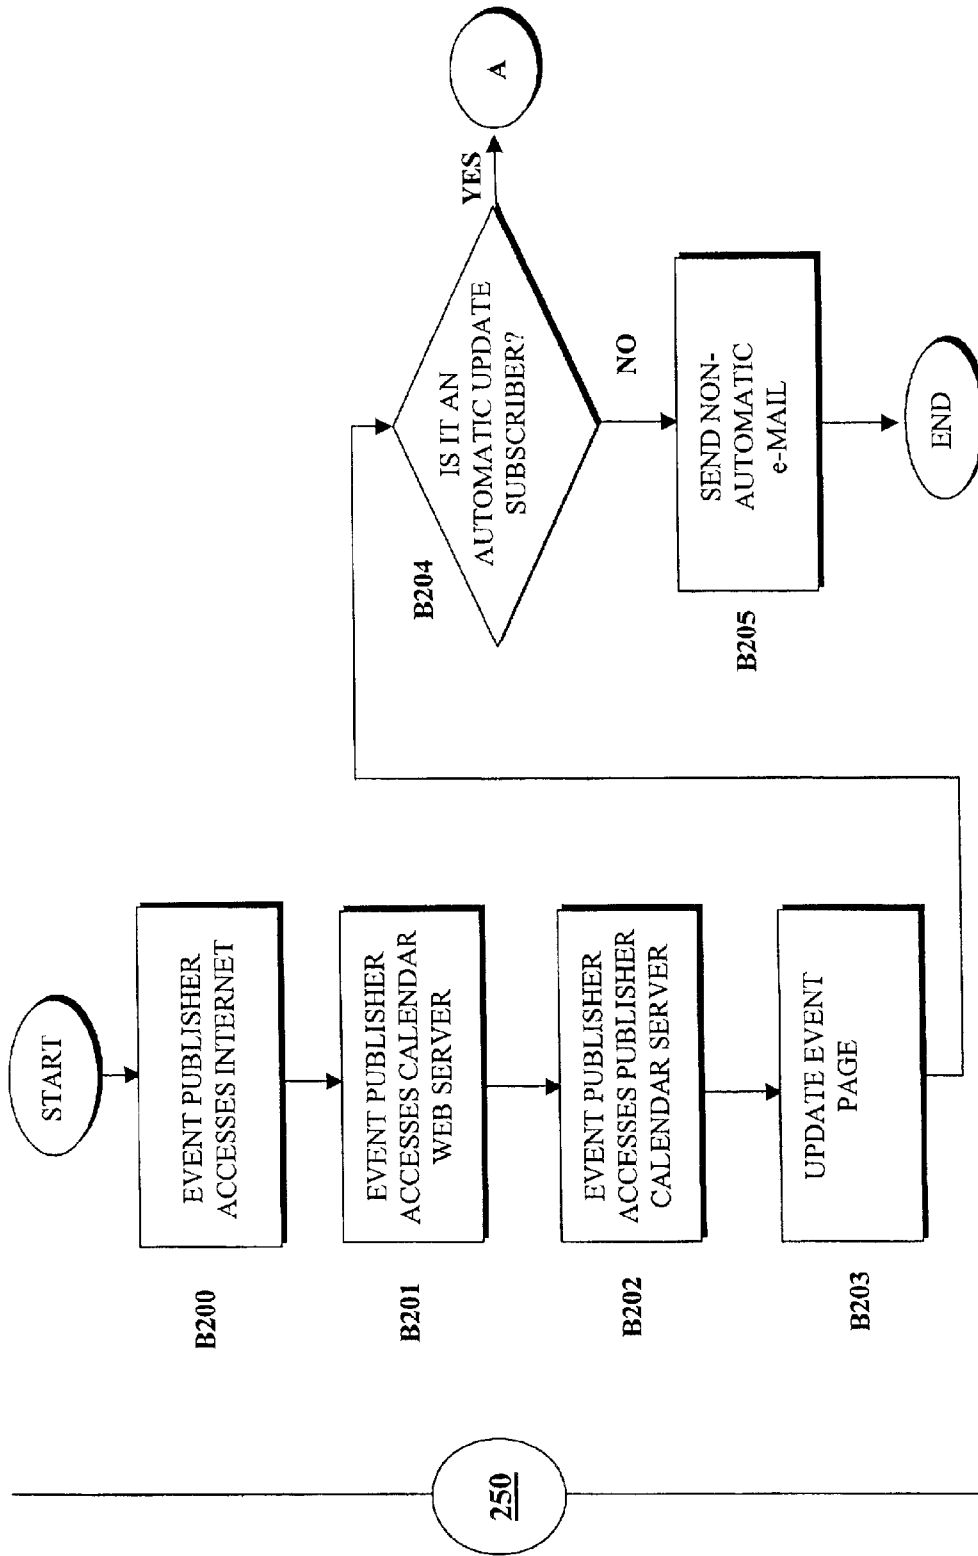 250
START
B200
EVENT PUBLISHER
ACCESSES INTERNET
B201
EVENT PUBLISHER
ACCESSES CALENDAR
WEB SERVER
B202
EVENT PUBLISHER
ACCESSES PUBLISHER
CALENDAR SERVER
B203
UPDATE EVENT
PAGE
B204
IS IT AN
AUTOMATIC UPDATE
SUBSCRIBER?
YES
A
NO
B205
SEND NON-
AUTOMATIC
e-MAIL
END